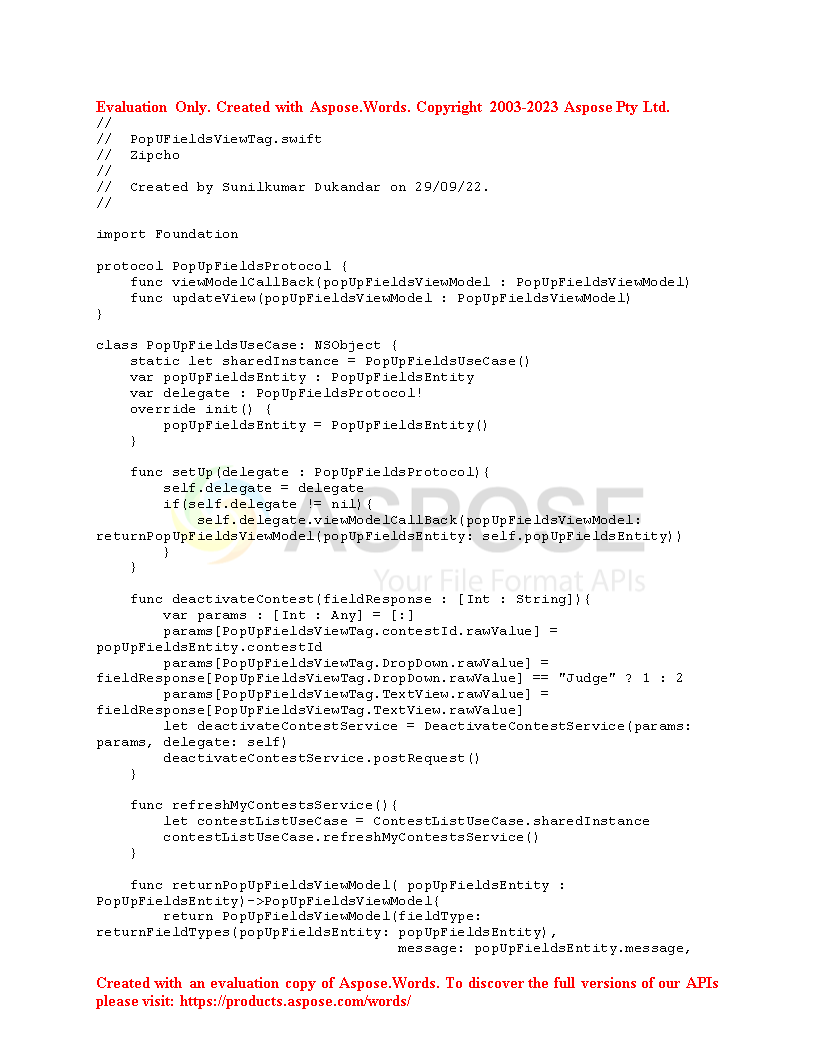 Evaluation Only. Created with Aspose.Words. Copyright 2003-2023 Aspose Pty Ltd.
//
//  PopUFieldsViewTag.swift
//  Zipcho
//
//  Created by Sunilkumar Dukandar on 29/09/22.
//
import Foundation
protocol PopUpFieldsProtocol {
    func viewModelCallBack(popUpFieldsViewModel : PopUpFieldsViewModel)
    func updateView(popUpFieldsViewModel : PopUpFieldsViewModel)
}
class PopUpFieldsUseCase: NSObject {
    static let sharedInstance = PopUpFieldsUseCase()
    var popUpFieldsEntity : PopUpFieldsEntity
    var delegate : PopUpFieldsProtocol!
    override init() {
        popUpFieldsEntity = PopUpFieldsEntity()
    }
    func setUp(delegate : PopUpFieldsProtocol){
        self.delegate = delegate
        if(self.delegate != nil){
            self.delegate.viewModelCallBack(popUpFieldsViewModel:
returnPopUpFieldsViewModel(popUpFieldsEntity: self.popUpFieldsEntity))
        }
    }
ASPOSE
Your File Format APIs
    func deactivateContest(fieldResponse : [Int : String]){
        var params : [Int : Any] = [:]
        params[PopUpFieldsViewTag.contestId.rawValue] =
popUpFieldsEntity.contestId
        params[PopUpFieldsViewTag.DropDown.rawValue] =
fieldResponse[PopUpFieldsViewTag.DropDown.rawValue] == "Judge" ? 1 : 2
        params[PopUpFieldsViewTag.TextView.rawValue] =
fieldResponse[PopUpFieldsViewTag.TextView.rawValue]
        let deactivateContestService = DeactivateContestService(params:
params, delegate: self)
        deactivateContestService.postRequest()
    }
    func refreshMyContestsService(){
        let contestListUseCase = ContestListUseCase.sharedInstance
        contestListUseCase.refreshMyContestsService()
    }
    func returnPopUpFieldsViewModel( popUpFieldsEntity :
PopUpFieldsEntity)->PopUpFieldsViewModel{
        return PopUpFieldsViewModel(fieldType:
returnFieldTypes(popUpFieldsEntity: popUpFieldsEntity),
                                    message: popUpFieldsEntity.message,
Created with an evaluation copy of Aspose.Words. To discover the full versions of our APIs
please visit: https://products.aspose.com/words/